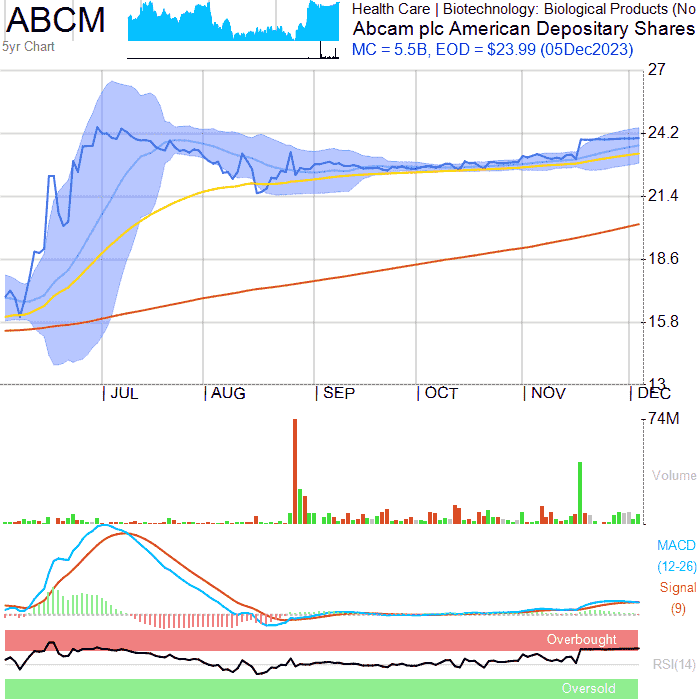 ABCM
5yr Chart
Health Care | Biotechnology: Biological Products (No
Abcam plc American Depositary Shares
MC = 5.5B, EOD = $23.99 (05Dec2023)
27
24.2
21.4
18.6
15.8
13
JUL AUG SEP OCT NOV DEC
74M
Volume
MACD
(12-26)
Signal
(9)
Overbought
RSI(14)
Oversold